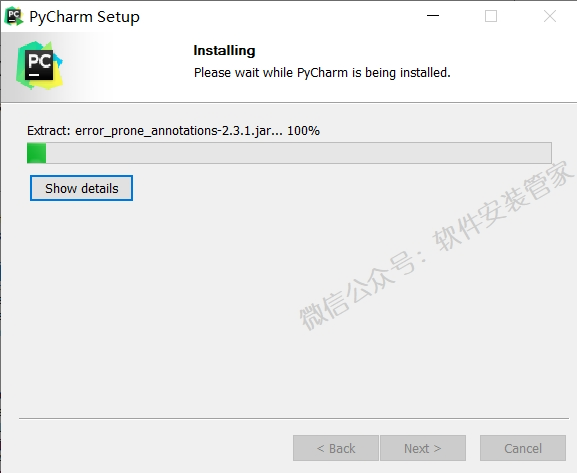 PyCharm Setup
PC
Installing
Please wait while PyCharm is being installed.
Extract: error_prone_annotations-2.3.1.jar... 100%
Show details
微信公众号：软件安装管家
< Back
Next >
Cancel